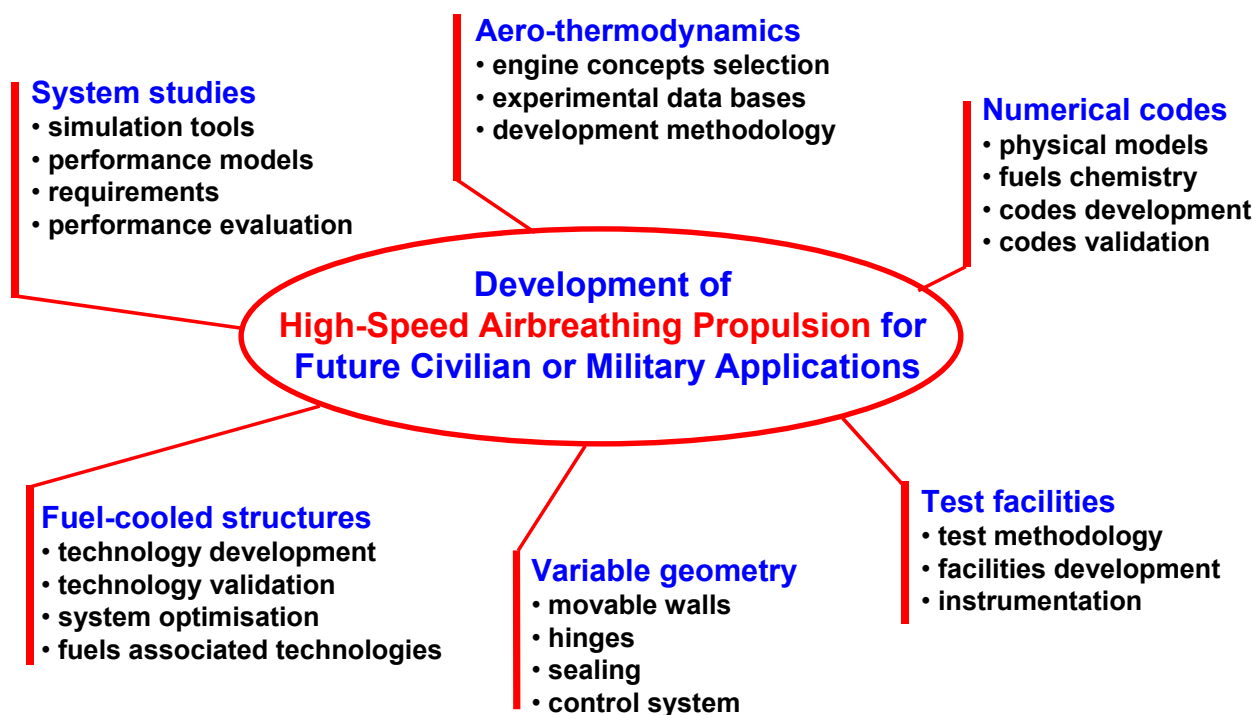 Aero-thermodynamics
• engine concepts selection
• experimental data bases
• development methodology
System studies
• simulation tools
• performance models
• requirements
• performance evaluation
Numerical codes
• physical models
• fuels chemistry
• codes development
• codes validation
Development of
High-Speed Airbreathing Propulsion for
Future Civilian or Military Applications
Fuel-cooled structures
• technology development
• technology validation
• system optimisation
• fuels associated technologies
Variable geometry
• movable walls
• hinges
• sealing
• control system
Test facilities
• test methodology
• facilities development
• instrumentation